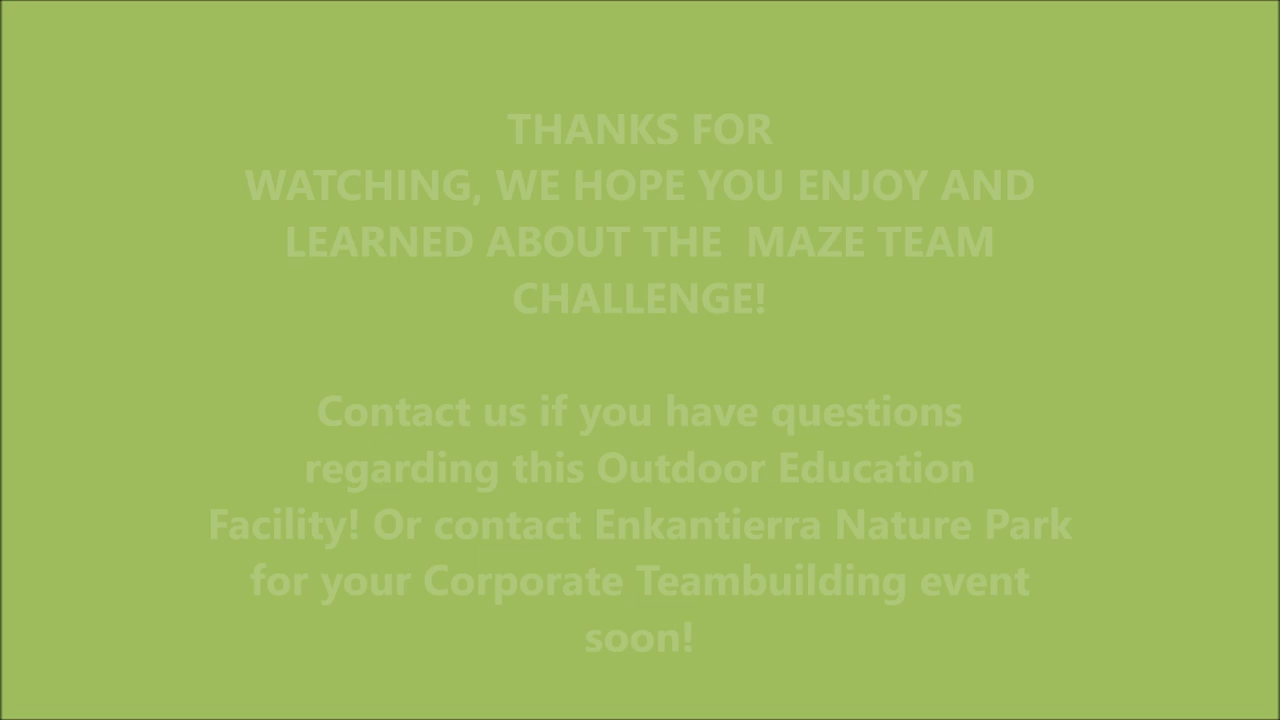 THANKS FOR
WATCHING, WE HOPE YOU ENJOY AND
LEARNED ABOUT THE  MAZE TEAM
CHALLENGE!
Contact us if you have questions
regarding this Outdoor Education
Facility! Or contact Enkantierra Nature Park
for your Corporate Teambuilding event
soon!